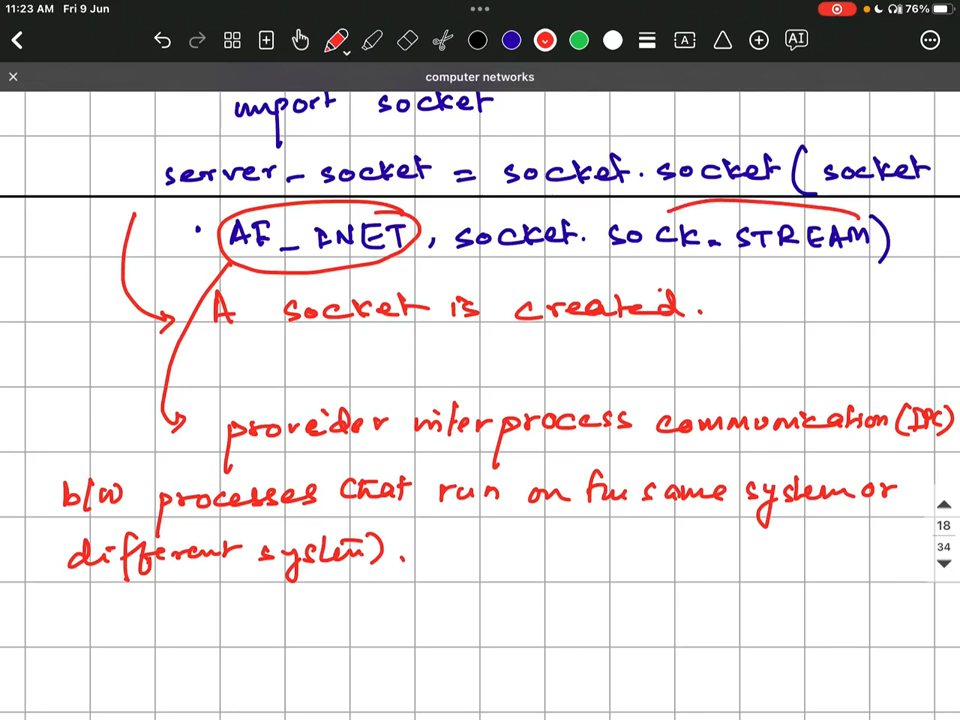 11:23 AM Fri 9 Jun
76%
A
AI
computer networks
import socket
server_socket = socket.socket(socket
.AF_INET, socket.SOCK_STREAM)
A socket is created.
provider interprocess communication (IPC)
b/w processes that run on the same system or
different system).
18
34